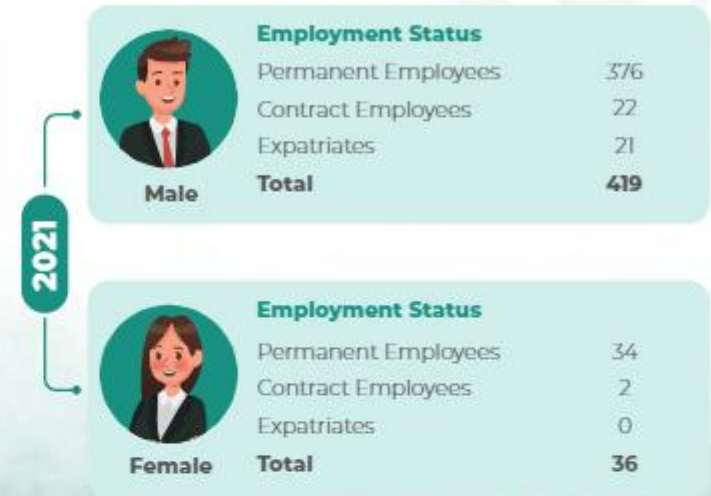 2021
Male
Employment Status
Permanent Employees 376
Contract Employees 22
Expatriates 21
Total 419
Female
Employment Status
Permanent Employees 34
Contract Employees 2
Expatriates 0
Total 36